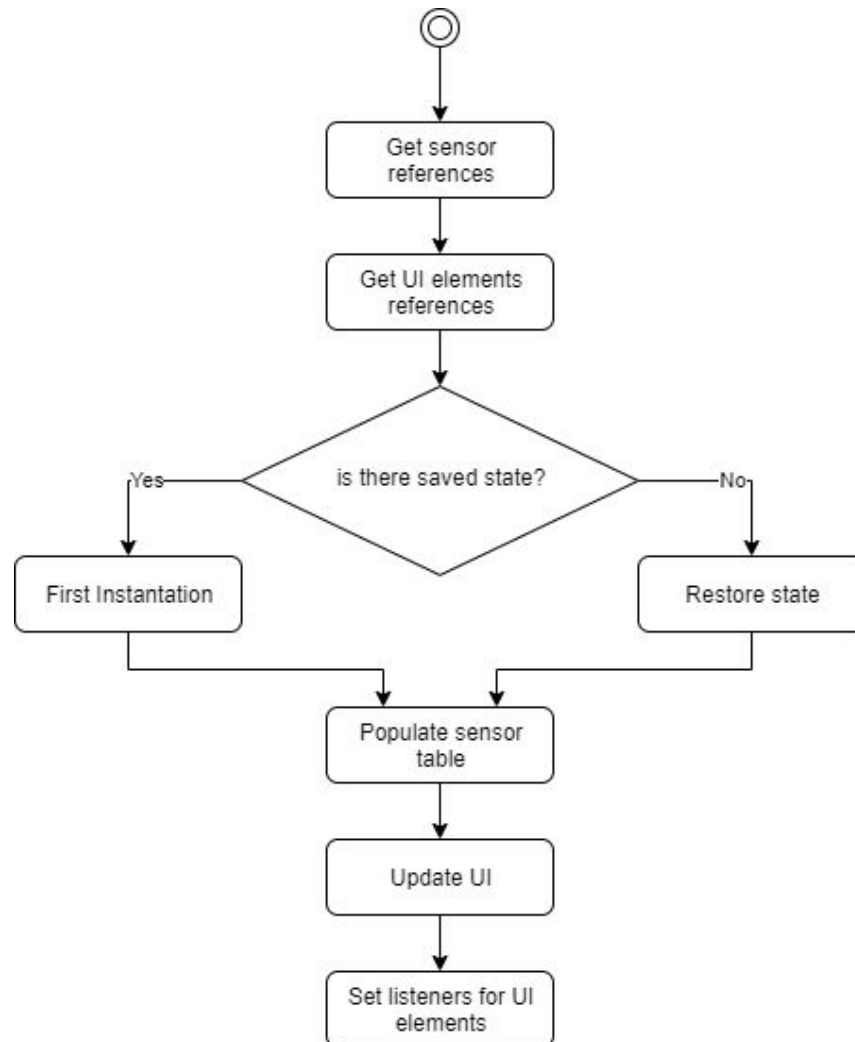 Get sensor
references
Get UI elements
references
is there saved state?
Yes
No
First Instantation
Restore state
Populate sensor
table
Update UI
Set listeners for UI
elements